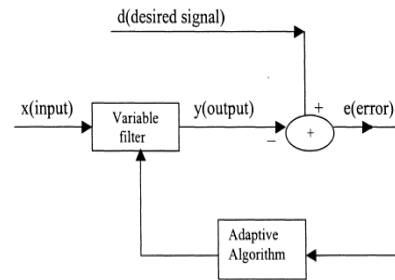 d(desired signal)
x(input)
Variable
filter
y(output)
+
e(error)
+
−
Adaptive
Algorithm